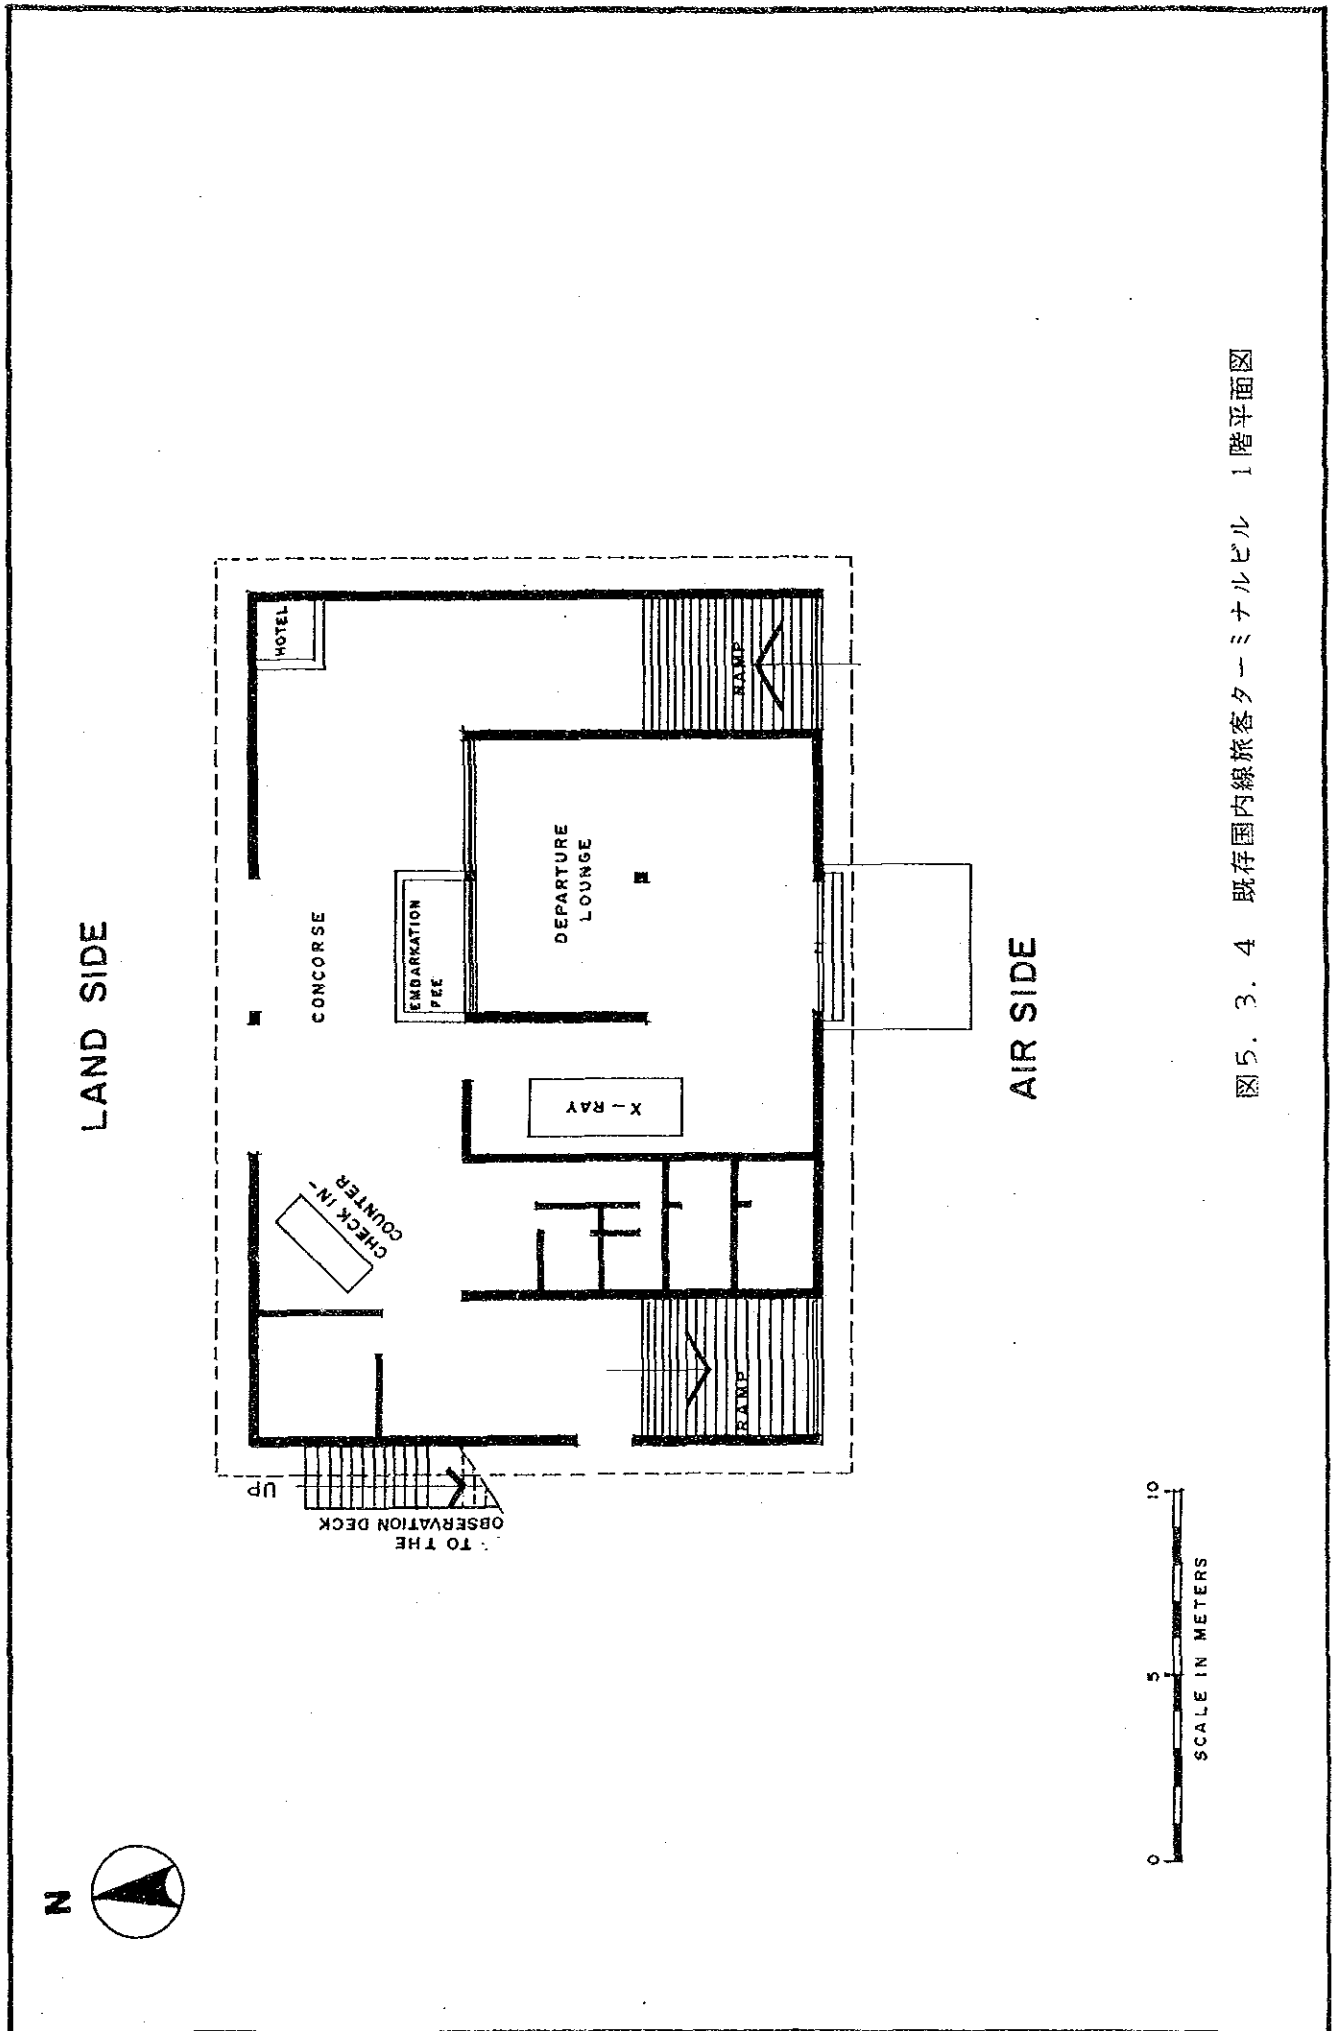 N
LAND SIDE
HOTEL
CONCORSE
EMBARKATION
FEE
CHECK IN-
COUNTER
DEPARTURE
LOUNGE
X-RAY
RAMP
RAMP
UP
TO THE
OBSERVATION DECK
AIR SIDE
0 5 10
SCALE IN METERS
図5.3.4 既存国内線旅客ターミナルビル 1階平面図